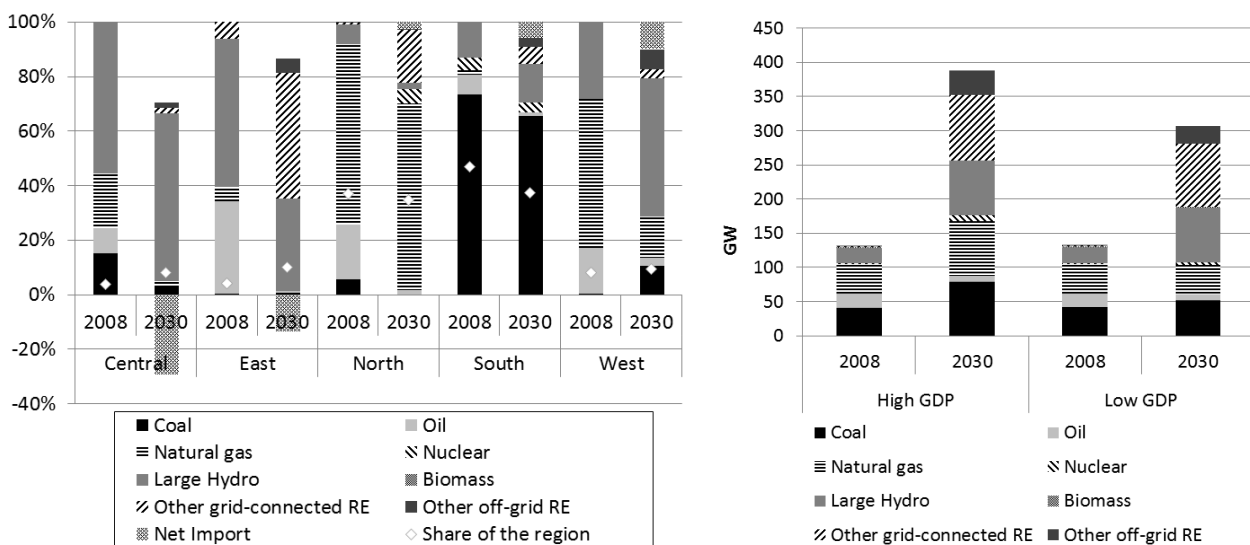 100%
80%
60%
40%
20%
0%
-20%
-40%
2008 2030 2008 2030 2008 2030 2008 2030 2008 2030
Central East North South West
Coal Oil
Natural gas Nuclear
Large Hydro Biomass
Other grid-connected RE Other off-grid RE
Net Import Share of the region
GW
450
400
350
300
250
200
150
100
50
0
2008 2030 2008 2030
High GDP Low GDP
Coal Oil
Natural gas Nuclear
Large Hydro Biomass
Other grid-connected RE Other off-grid RE